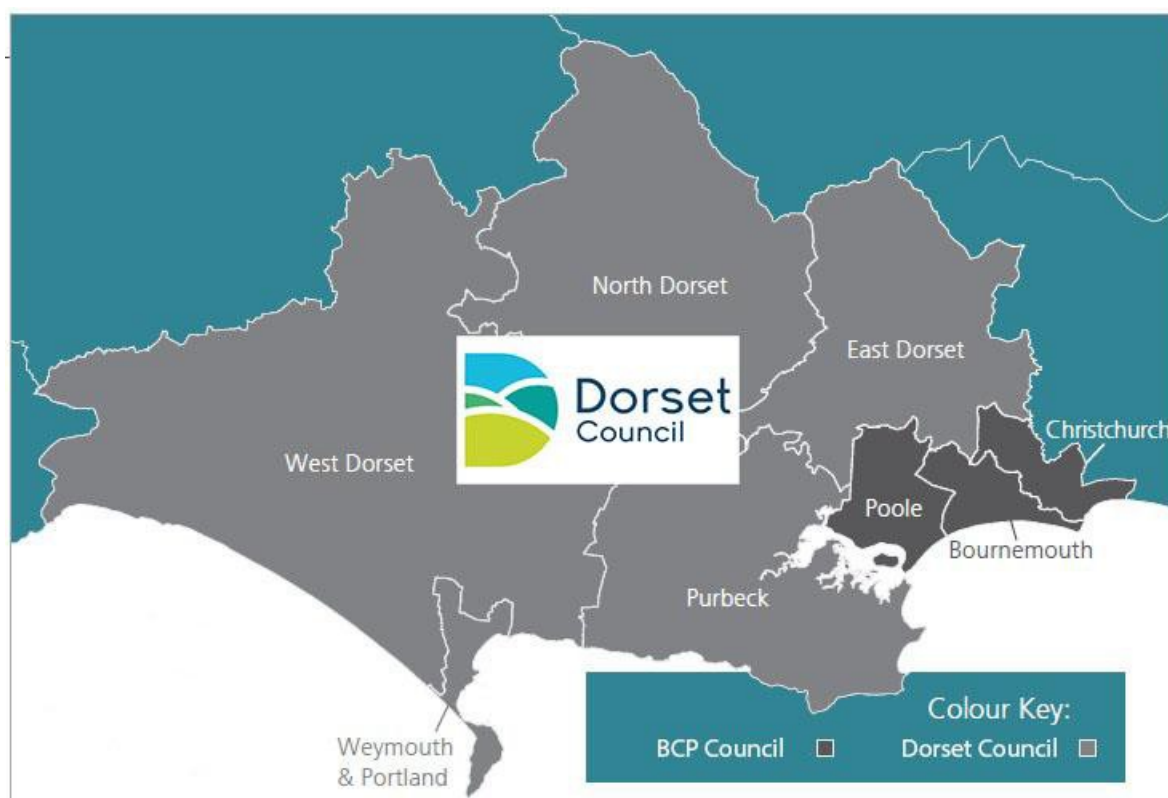 North Dorset
East Dorset
Dorset
Council
Christchurch
West Dorset
Poole
Bournemouth
Purbeck
Colour Key:
BCP Council
Dorset Council
Weymouth
& Portland